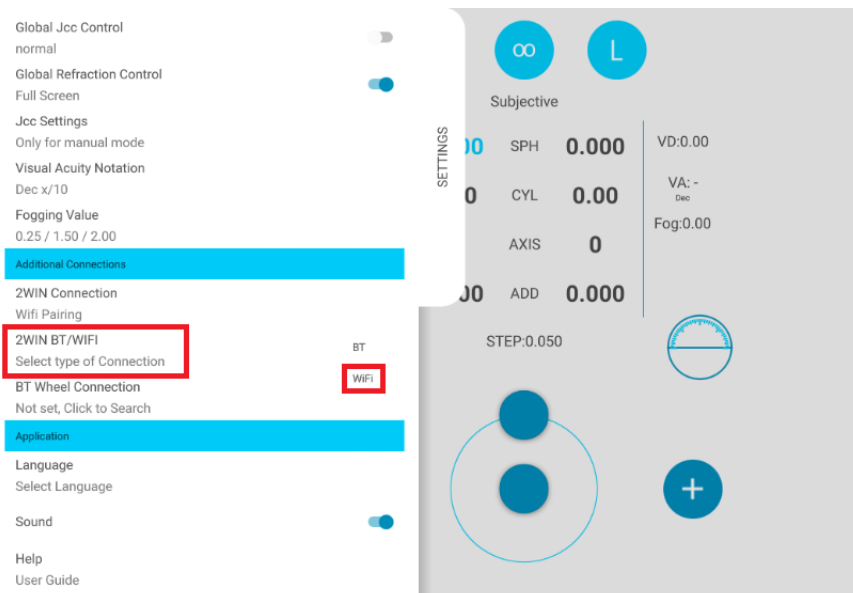 Global Jcc Control
normal
Global Refraction Control
Full Screen
Jcc Settings
Only for manual mode
Visual Acuity Notation
Dec x/10
Fogging Value
0.25 / 1.50 / 2.00
Additional Connections
2WIN Connection
Wifi Pairing
2WIN BT/WIFI
Select type of Connection
BT
WiFi
BT Wheel Connection
Not set, Click to Search
Application
Language
Select Language
Sound
Help
User Guide
SETTINGS
∞ L
Subjective
00 SPH 0.000
0 CYL 0.00
AXIS 0
00 ADD 0.000
STEP:0.050
VD:0.00
VA: -
Dec
Fog:0.00
+